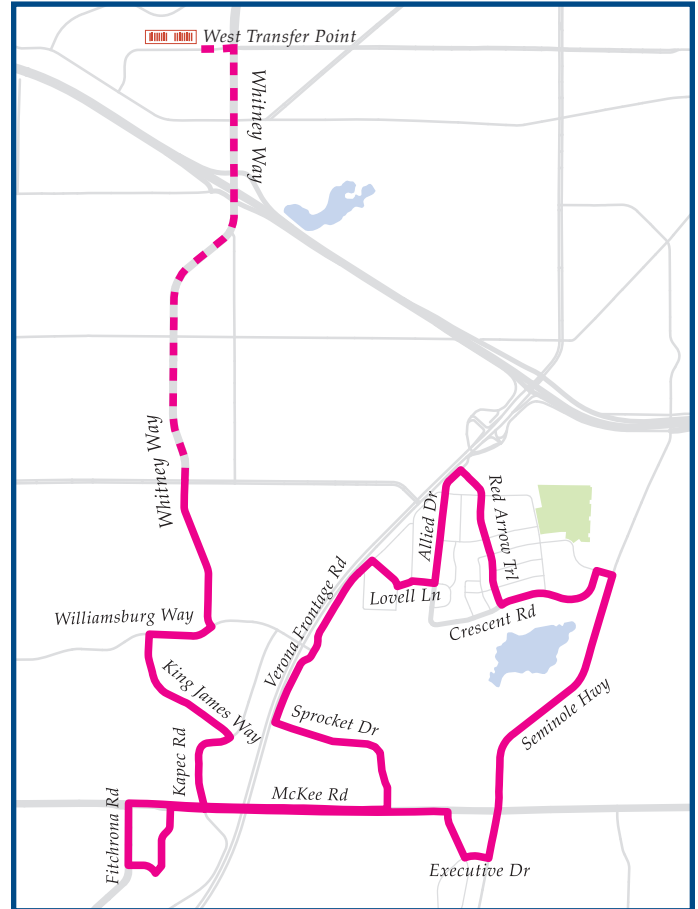 West Transfer Point
Whitney Way
Whitney Way
Allied Dr
Red Arrow Trl
Verona Frontage Rd
Lovell Ln
Crescent Rd
Williamsburg Way
King James Way
Sprocket Dr
Seminole Hwy
Kapec Rd
McKee Rd
Fitchrona Rd
Executive Dr